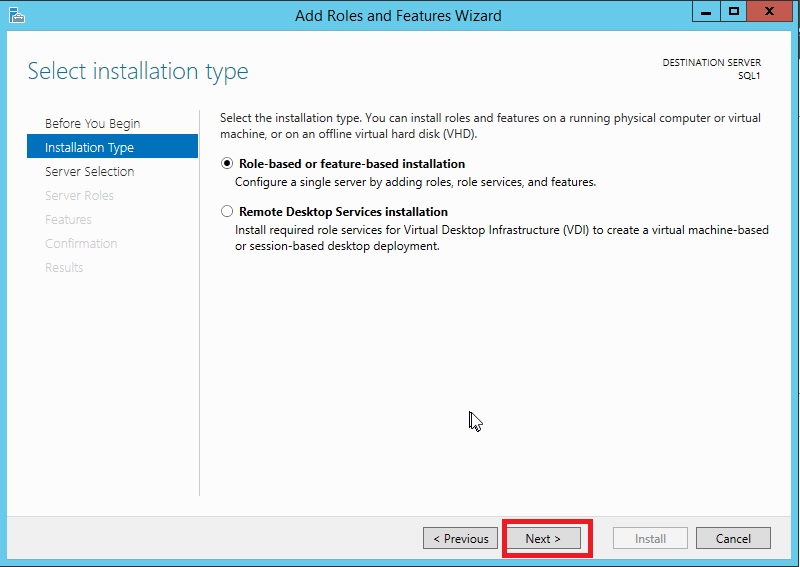 Add Roles and Features Wizard
Select installation type
DESTINATION SERVER
SQL1
Before You Begin
Installation Type
Server Selection
Server Roles
Features
Confirmation
Results
Select the installation type. You can install roles and features on a running physical computer or virtual
machine, or on an offline virtual hard disk (VHD).
Role-based or feature-based installation
Configure a single server by adding roles, role services, and features.
Remote Desktop Services installation
Install required role services for Virtual Desktop Infrastructure (VDI) to create a virtual machine-based
or session-based desktop deployment.
< Previous
Next >
Install
Cancel